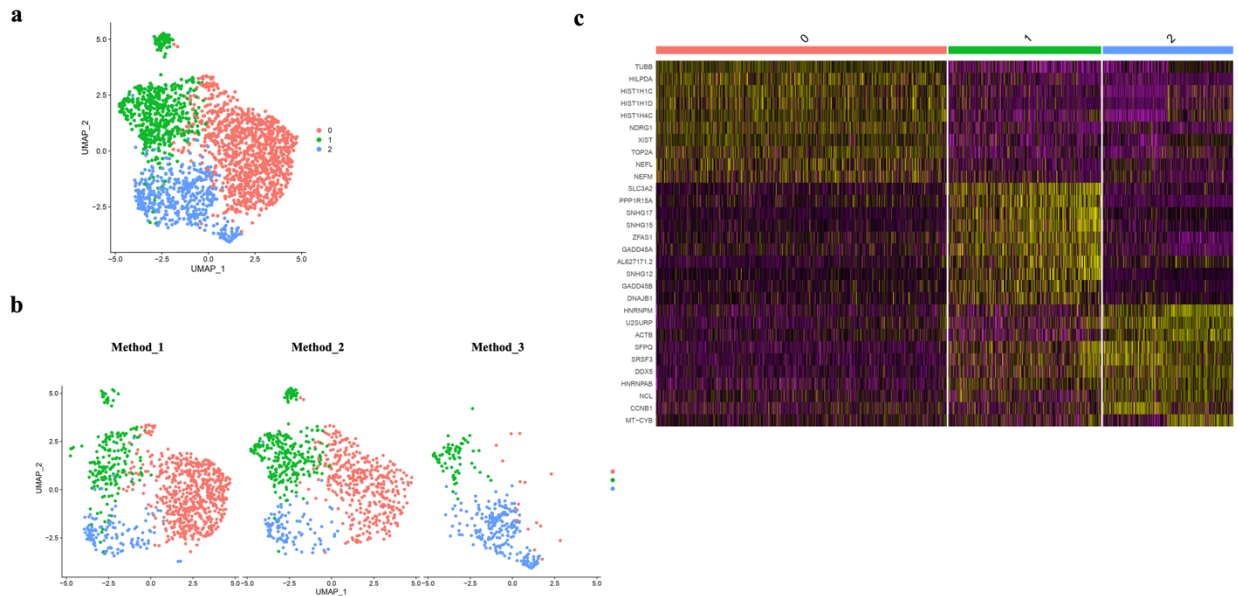 a
5.0
2.5
0.0
−2.5
UMAP_2
−5.0
−2.5
0.0
2.5
5.0
UMAP_1
0
1
2
b
Method_1
Method_2
Method_3
5.0
2.5
0.0
−2.5
UMAP_2
−5.0
−2.5
0.0
2.5
5.0
−5.0
−2.5
0.0
2.5
5.0
−5.0
−2.5
0.0
2.5
5.0
UMAP_1
c
0
1
2
TUBB
HILPDA
HIST1H1C
HIST1H1D
HIST1H4C
NDRG1
XIST
TOP2A
NEFL
NEFM
SLC3A2
PPP1R15A
SNHG17
SNHG15
ZFAS1
GADD45A
AL627171.2
SNHG12
GADD45B
DNAJB1
HNRNPM
U2SURP
ACTB
SFPQ
SRSF3
DDX5
HNRNPAB
NCL
CCNB1
MT-CYB